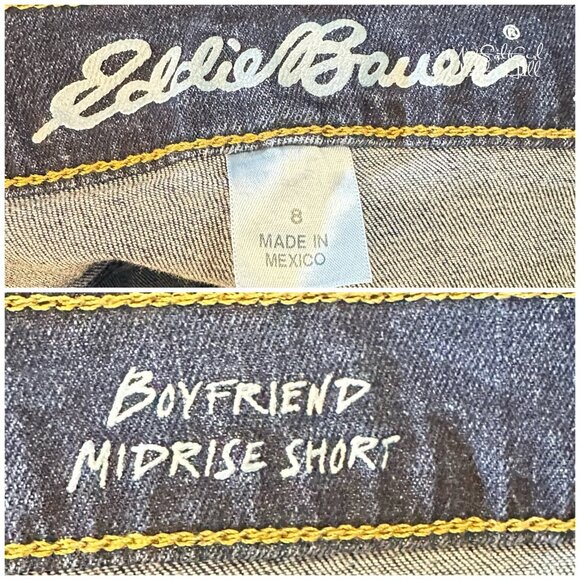 Eddie Bauer®
8
MADE IN
MEXICO
BOYFRIEND
MIDRISE SHORT